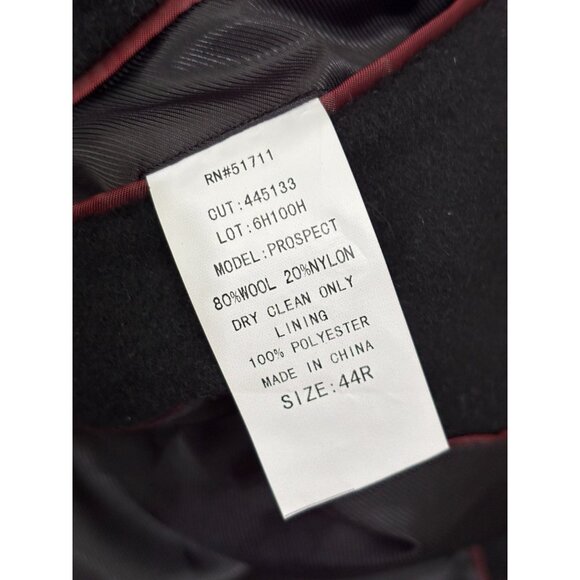 RN#51711
CUT:445133
LOT:6H100H
MODEL:PROSPECT
80%WOOL 20%NYLON
DRY CLEAN ONLY
LINING
100% POLYESTER
MADE IN CHINA
SIZE:44R